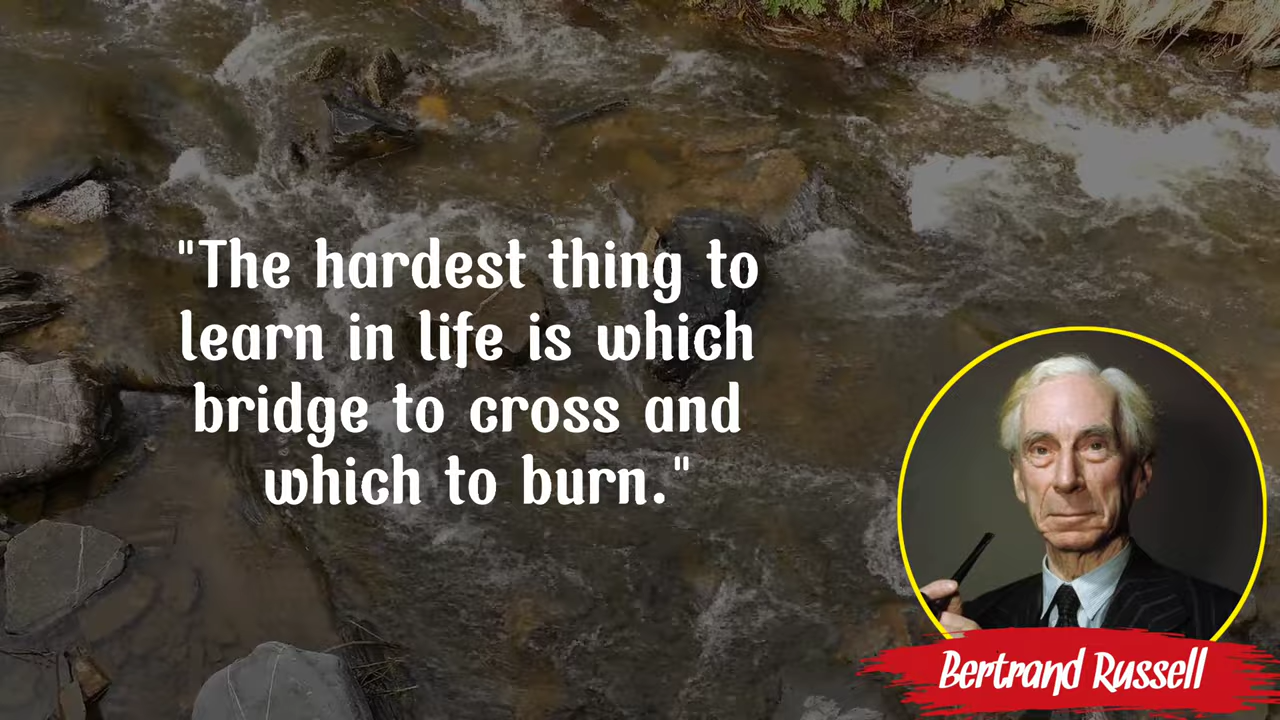 "The hardest thing to
learn in life is which
bridge to cross and
which to burn."
Bertrand Russell